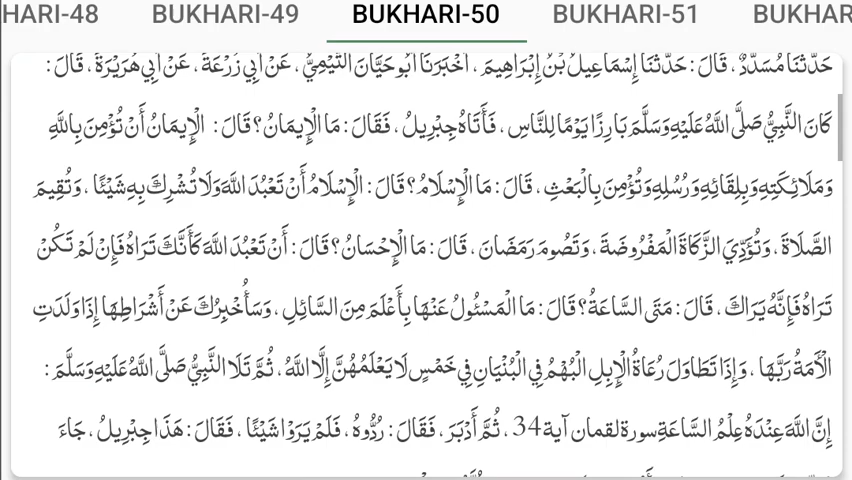 HARI-48 BUKHARI-49 BUKHARI-50 BUKHARI-51 BUKHAR
حَدَّثَنَا مُسَدَّدٌ، قَالَ: حَدَّثَنَا إِسْمَاعِيلُ بْنُ إِبْرَاهِيمَ، أَخْبَرَنَا أَبُو حَيَّانَ التَّيْمِيُّ، عَنْ أَبِي زُرْعَةَ، عَنْ أَبِي هُرَيْرَةَ، قَالَ:
كَانَ النَّبِيُّ صَلَّى اللَّهُ عَلَيْهِ وَسَلَّمَ بَارِزًا يَوْمًا لِلنَّاسِ، فَأَتَاهُ جِبْرِيلُ، فَقَالَ: مَا الْإِيمَانُ؟ قَالَ: الْإِيمَانُ أَنْ تُؤْمِنَ بِاللَّهِ
وَمَلَائِكَتِهِ وَبِلِقَائِهِ وَرُسُلِهِ وَتُؤْمِنَ بِالْبَعْثِ، قَالَ: مَا الْإِسْلَامُ؟ قَالَ: الْإِسْلَامُ أَنْ تَعْبُدَ اللَّهَ وَلَا تُشْرِكَ بِهِ شَيْئًا، وَتُقِيمَ
الصَّلَاةَ، وَتُؤَدِّيَ الزَّكَاةَ الْمَفْرُوضَةَ، وَتَصُومَ رَمَضَانَ، قَالَ: مَا الْإِحْسَانُ؟ قَالَ: أَنْ تَعْبُدَ اللَّهَ كَأَنَّكَ تَرَاهُ فَإِنْ لَمْ تَكُنْ
تَرَاهُ فَإِنَّهُ يَرَاكَ، قَالَ: مَتَى السَّاعَةُ؟ قَالَ: مَا الْمَسْئُولُ عَنْهَا بِأَعْلَمَ مِنَ السَّائِلِ، وَسَأُخْبِرُكَ عَنْ أَشْرَاطِهَا إِذَا وَلَدَتِ
الْأَمَةُ رَبَّهَا، وَإِذَا تَطَاوَلَ رُعَاةُ الْإِبِلِ الْبُهْمُ فِي الْبُنْيَانِ فِي خَمْسٍ لَا يَعْلَمُهُنَّ إِلَّا اللَّهُ، ثُمَّ تَلَا النَّبِيُّ صَلَّى اللَّهُ عَلَيْهِ وَسَلَّمَ:
إِنَّ اللَّهَ عِنْدَهُ عِلْمُ السَّاعَةِ سورة لقمان آية 34، ثُمَّ أَدْبَرَ، فَقَالَ: رُدُّوهُ، فَلَمْ يَرَوْا شَيْئًا، فَقَالَ: هَذَا جِبْرِيلُ، جَاءَ